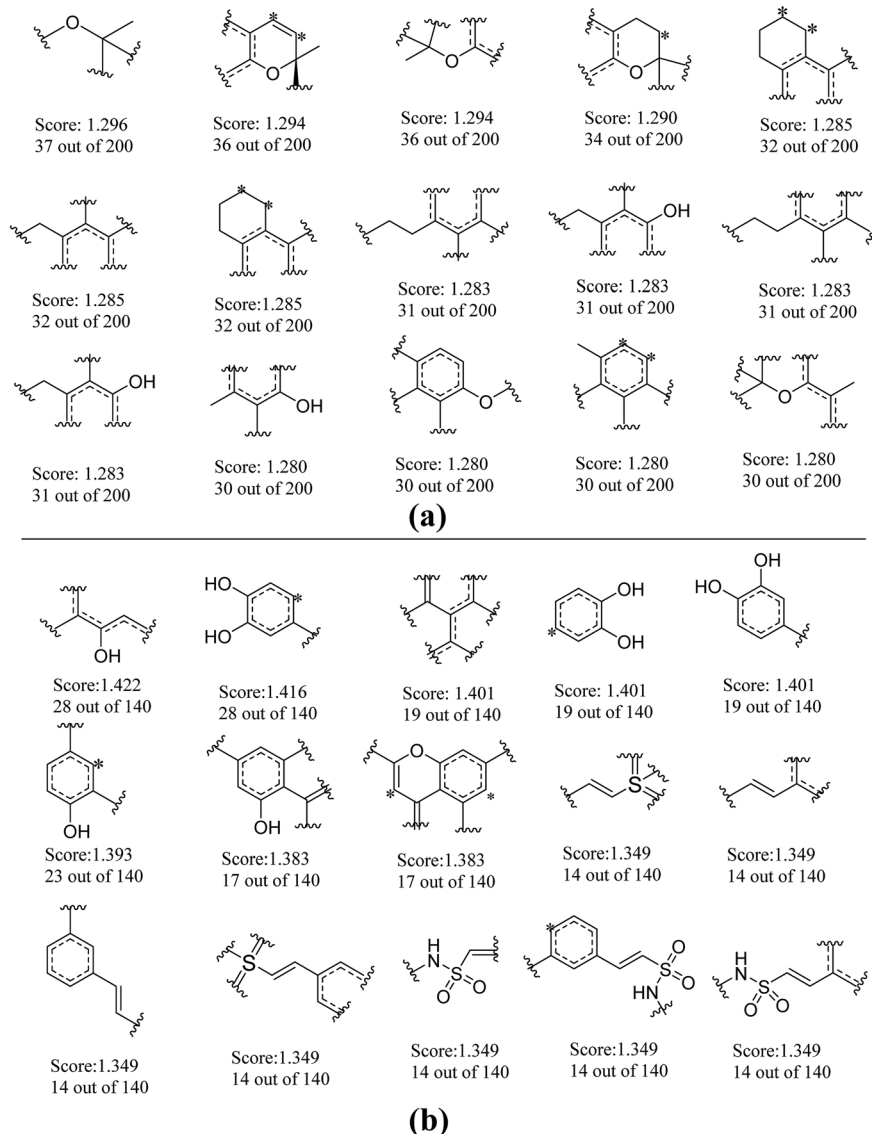 O
O
O
O
* *
*
* *
Score: 1.296
37 out of 200
Score: 1.294
36 out of 200
Score: 1.294
36 out of 200
Score: 1.290
34 out of 200
Score: 1.285
32 out of 200
* *
OH
Score: 1.285
32 out of 200
Score:1.285
32 out of 200
Score: 1.283
31 out of 200
Score: 1.283
31 out of 200
Score: 1.283
31 out of 200
OH
OH
O
* *
O
Score: 1.283
31 out of 200
Score: 1.280
30 out of 200
Score: 1.280
30 out of 200
Score: 1.280
30 out of 200
Score: 1.280
30 out of 200
(a)
OH
HO
HO
*
*
OH
OH
OH
HO
Score:1.422
28 out of 140
Score:1.416
28 out of 140
Score: 1.401
19 out of 140
Score: 1.401
19 out of 140
Score: 1.401
19 out of 140
*
OH
OH
O
* *
S
Score:1.393
23 out of 140
Score:1.383
17 out of 140
Score:1.383
17 out of 140
Score:1.349
14 out of 140
Score:1.349
14 out of 140
S
H
N
S
O O
*
O
S
O
HN
H
N
S
O O
Score:1.349
14 out of 140
Score:1.349
14 out of 140
Score:1.349
14 out of 140
Score:1.349
14 out of 140
Score:1.349
14 out of 140
(b)